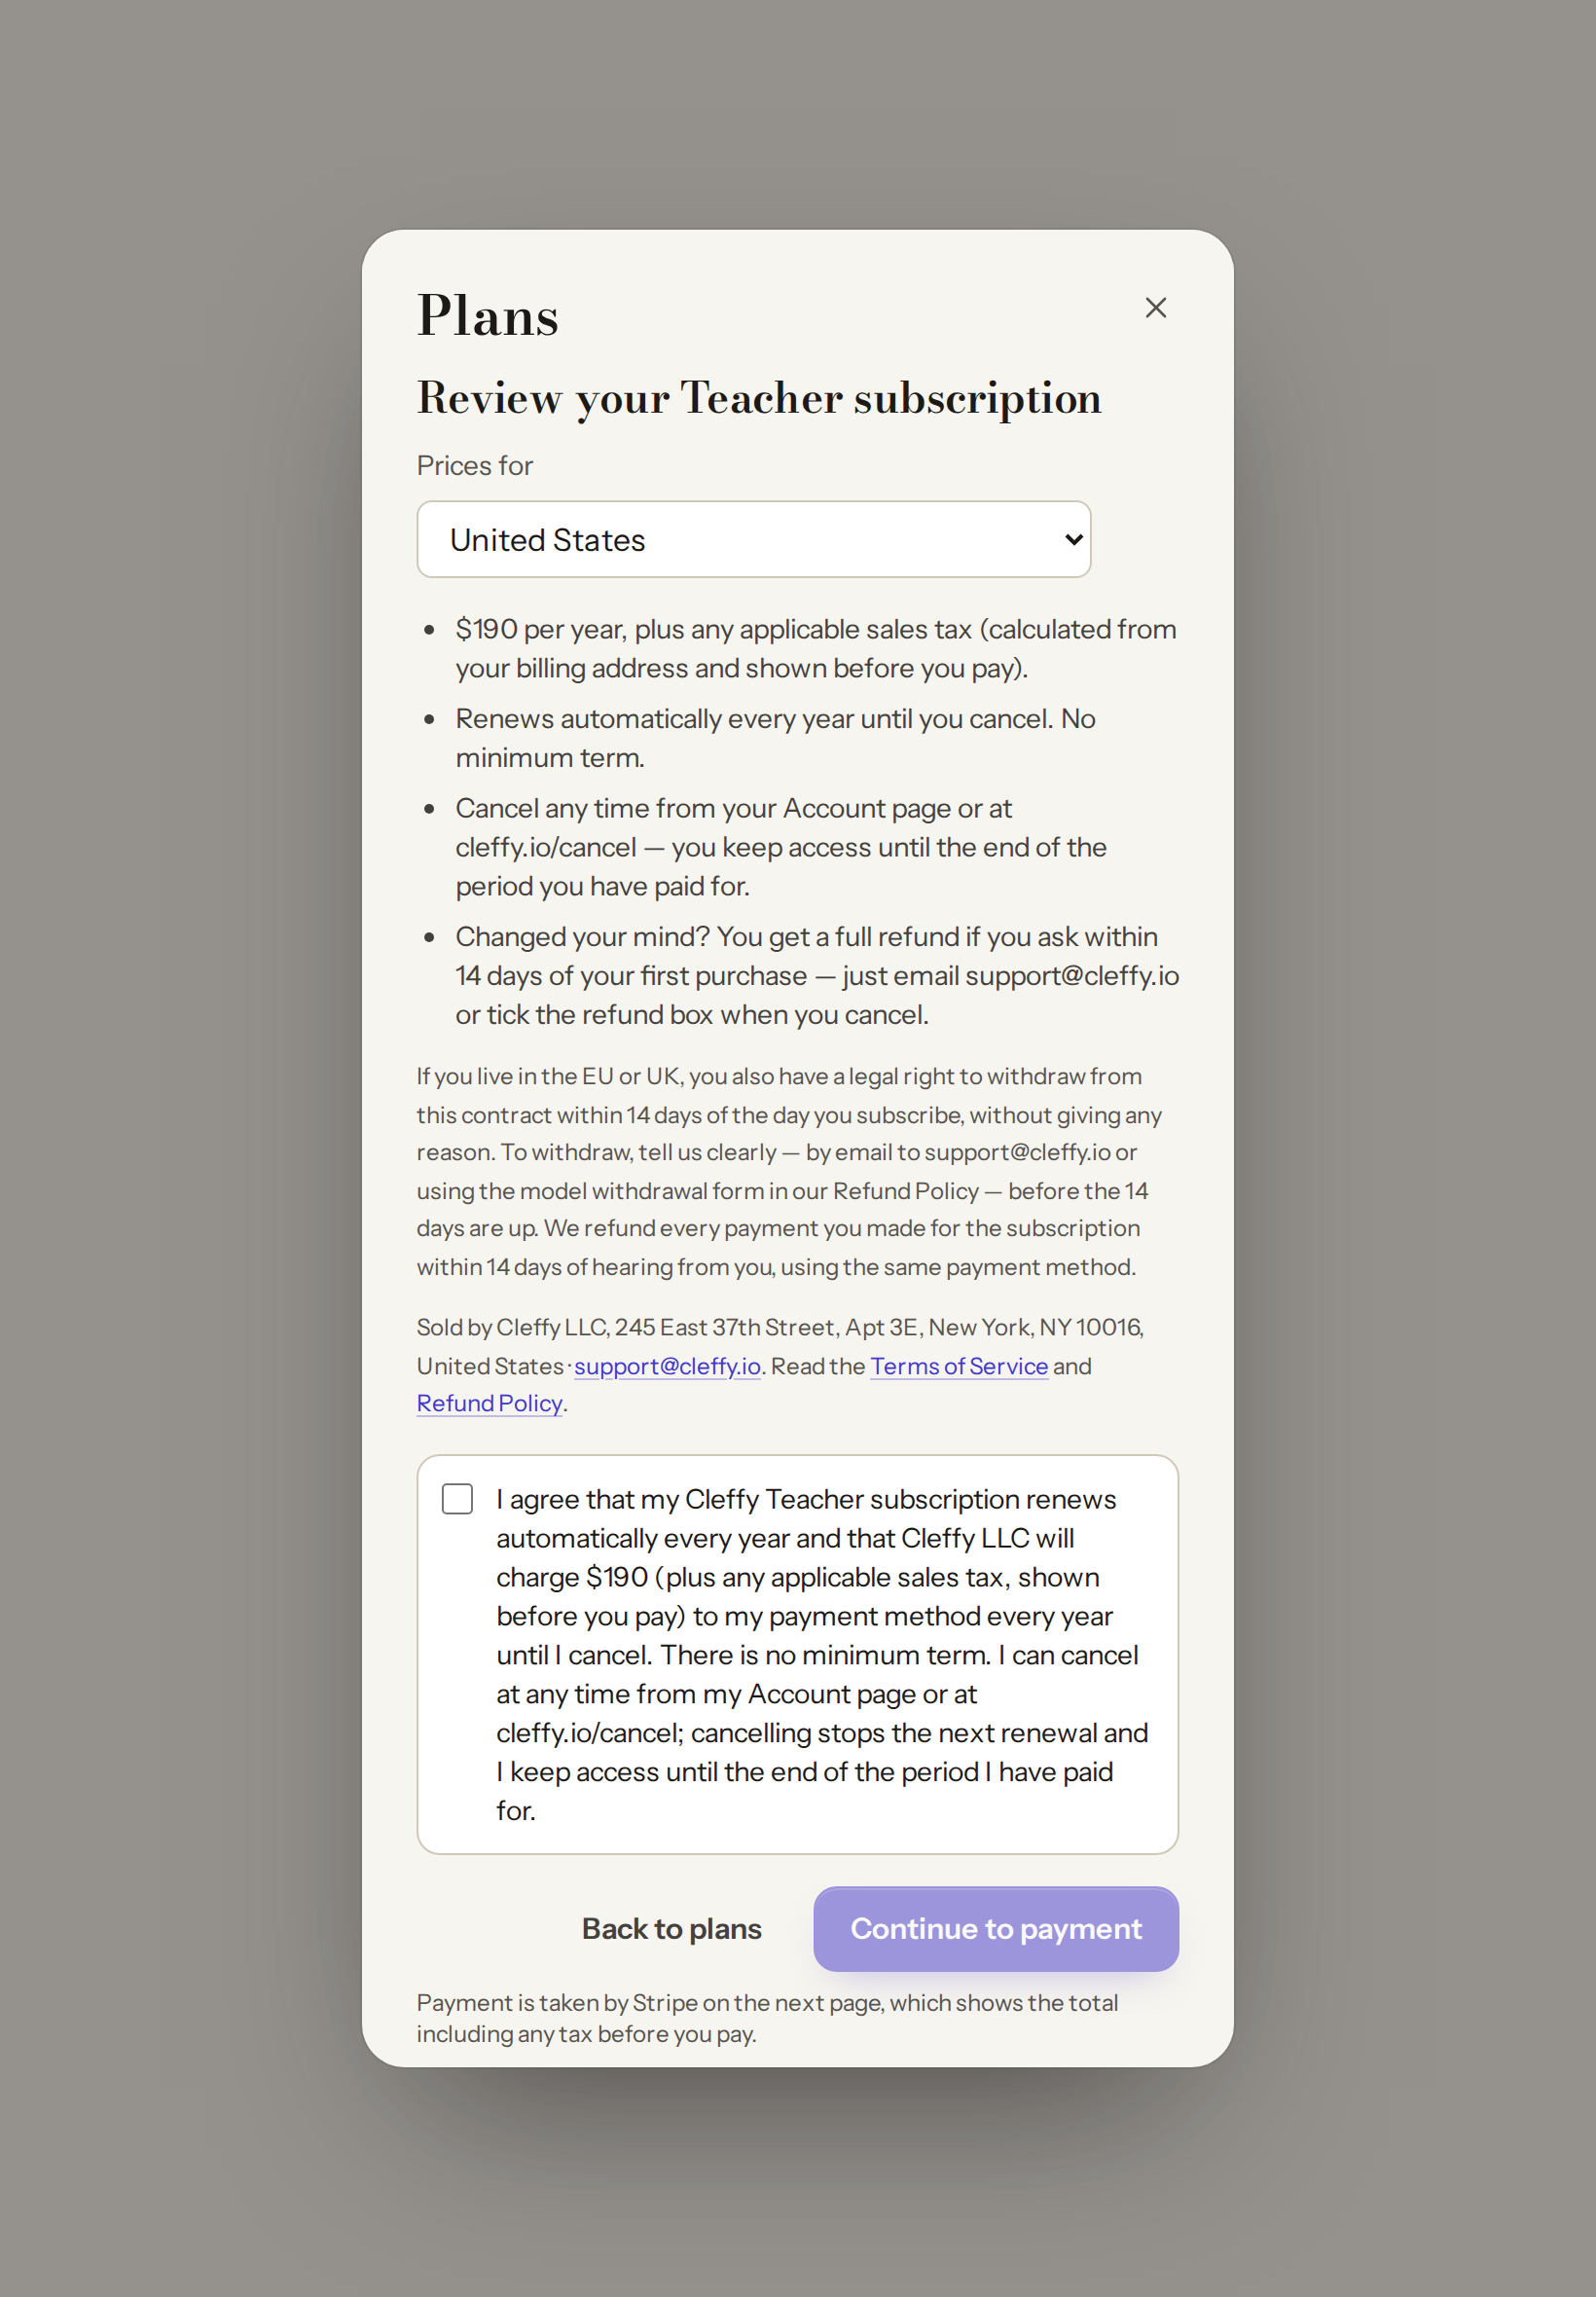 Plans
Review your Teacher subscription
Prices for
United States
• $190 per year, plus any applicable sales tax (calculated from
your billing address and shown before you pay).
• Renews automatically every year until you cancel. No
minimum term.
• Cancel any time from your Account page or at
cleffy.io/cancel — you keep access until the end of the
period you have paid for.
• Changed your mind? You get a full refund if you ask within
14 days of your first purchase — just email support@cleffy.io
or tick the refund box when you cancel.
If you live in the EU or UK, you also have a legal right to withdraw from
this contract within 14 days of the day you subscribe, without giving any
reason. To withdraw, tell us clearly — by email to support@cleffy.io or
using the model withdrawal form in our Refund Policy — before the 14
days are up. We refund every payment you made for the subscription
within 14 days of hearing from you, using the same payment method.
Sold by Cleffy LLC, 245 East 37th Street, Apt 3E, New York, NY 10016,
United States · support@cleffy.io. Read the Terms of Service and
Refund Policy.
I agree that my Cleffy Teacher subscription renews
automatically every year and that Cleffy LLC will
charge $190 (plus any applicable sales tax, shown
before you pay) to my payment method every year
until I cancel. There is no minimum term. I can cancel
at any time from my Account page or at
cleffy.io/cancel; cancelling stops the next renewal and
I keep access until the end of the period I have paid
for.
Back to plans
Continue to payment
Payment is taken by Stripe on the next page, which shows the total
including any tax before you pay.